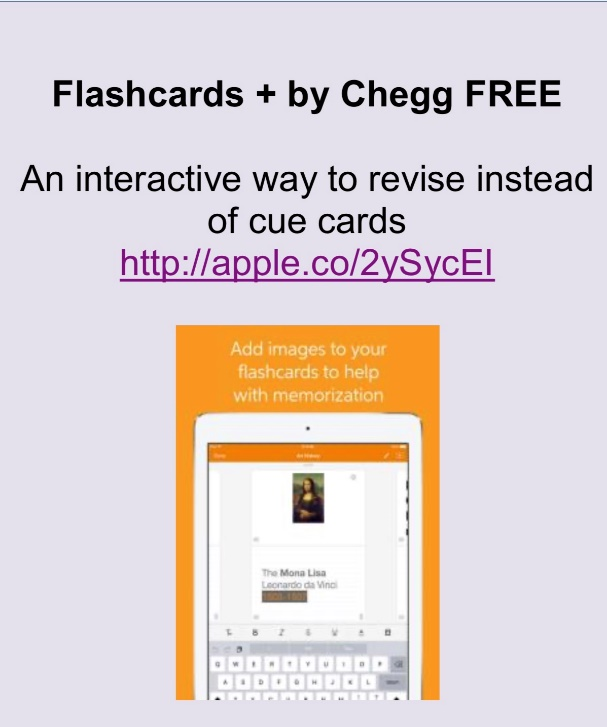 Flashcards + by Chegg FREE
An interactive way to revise instead
of cue cards
http://apple.co/2ySycEI
Add images to your
flashcards to help
with memorization
The Mona Lisa
Leonardo da Vinci
Q W E R T Y U I O P
A S D F G H J K L